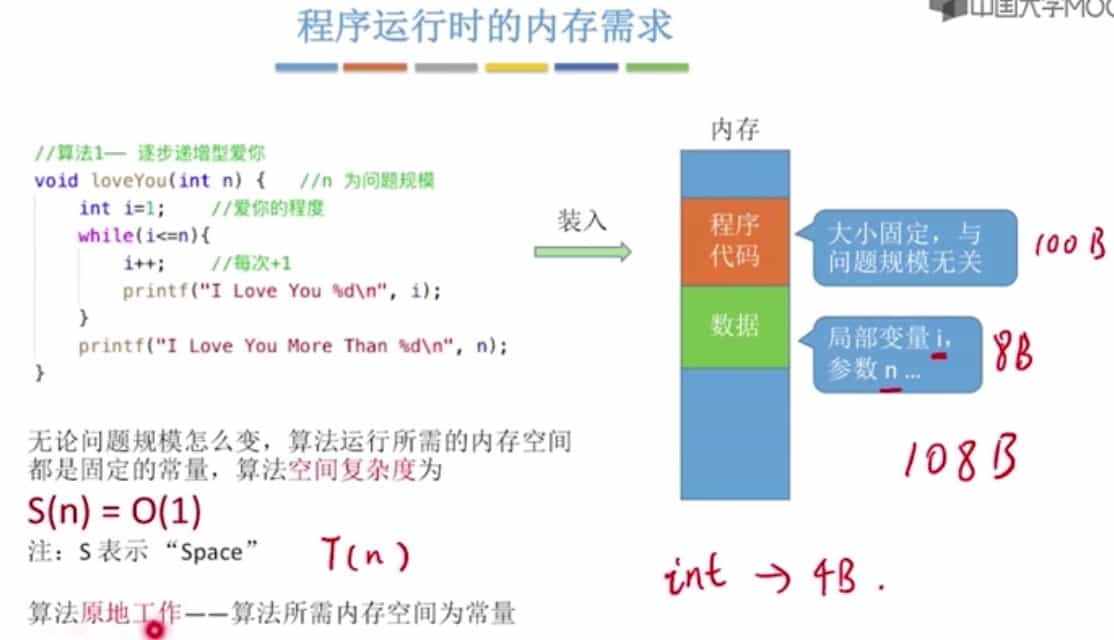 中国大学MOO
程序运行时的内存需求
//算法1—— 逐步递增型爱你
void loveYou(int n) {   //n 为问题规模
int i=1;    //爱你的程度
while(i<=n){
i++;    //每次+1
printf("I Love You %d\n", i);
}
printf("I Love You More Than %d\n", n);
}
装入
内存
程序
代码
数据
大小固定，与
问题规模无关
100B
局部变量 i，
参数 n ...
8B
108B
无论问题规模怎么变，算法运行所需的内存空间
都是固定的常量，算法空间复杂度为
S(n) = O(1)
注：S 表示 “Space”
T(n)
int → 4B .
算法原地工作——算法所需内存空间为常量